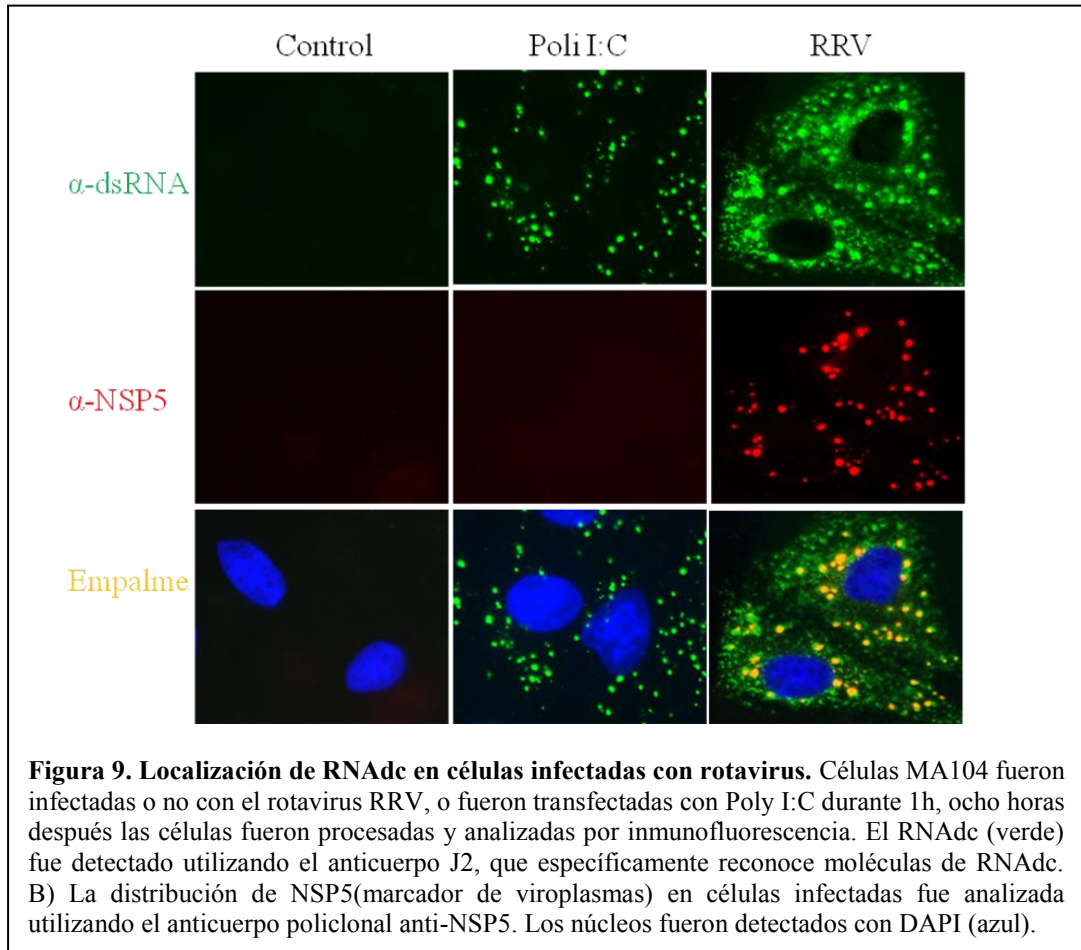 Control Poli I:C RRV
α-dsRNA
α-NSP5
Empalme
Figura 9. Localización de RNAdc en células infectadas con rotavirus. Células MA104 fueron
infectadas o no con el rotavirus RRV, o fueron transfectadas con Poly I:C durante 1h, ocho horas
después las células fueron procesadas y analizadas por inmunofluorescencia. El RNAdc (verde)
fue detectado utilizando el anticuerpo J2, que específicamente reconoce moléculas de RNAdc.
B) La distribución de NSP5(marcador de viroplasmas) en células infectadas fue analizada
utilizando el anticuerpo policlonal anti-NSP5. Los núcleos fueron detectados con DAPI (azul).